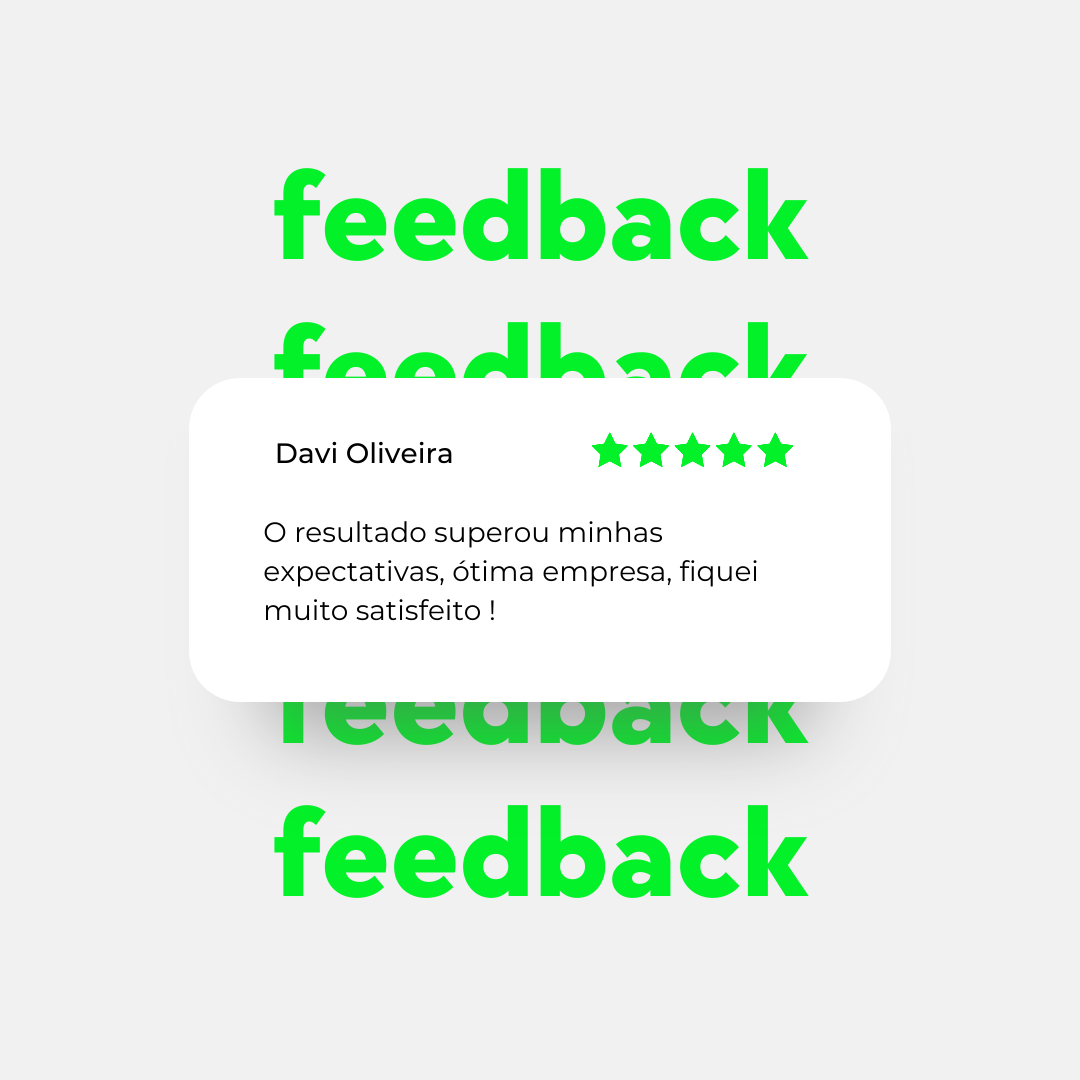 feedback
feedback
Davi Oliveira
O resultado superou minhas
expectativas, ótima empresa, fiquei
muito satisfeito !
feedback
feedback